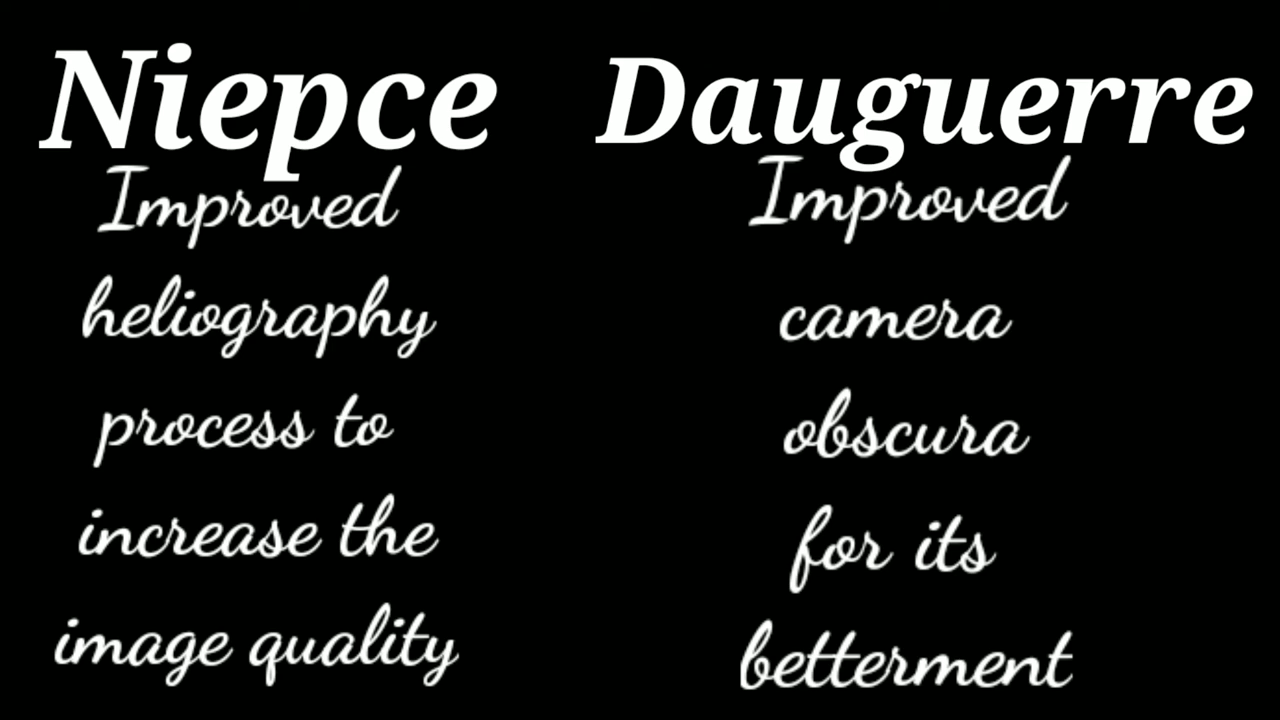 Niepce
Improved
heliography
process to
increase the
image quality
Dauguerre
Improved
camera
obscura
for its
betterment